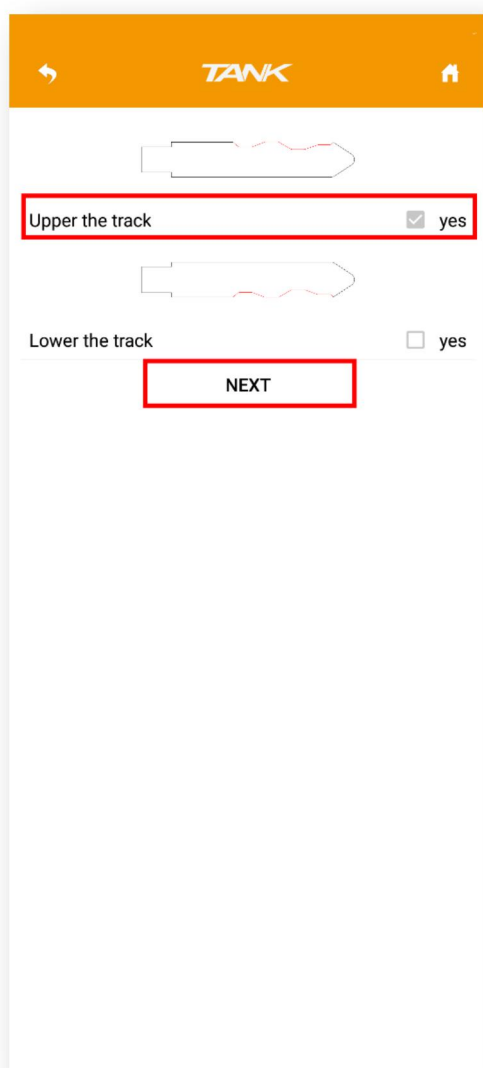 TANK
Upper the track yes
Lower the track yes
NEXT